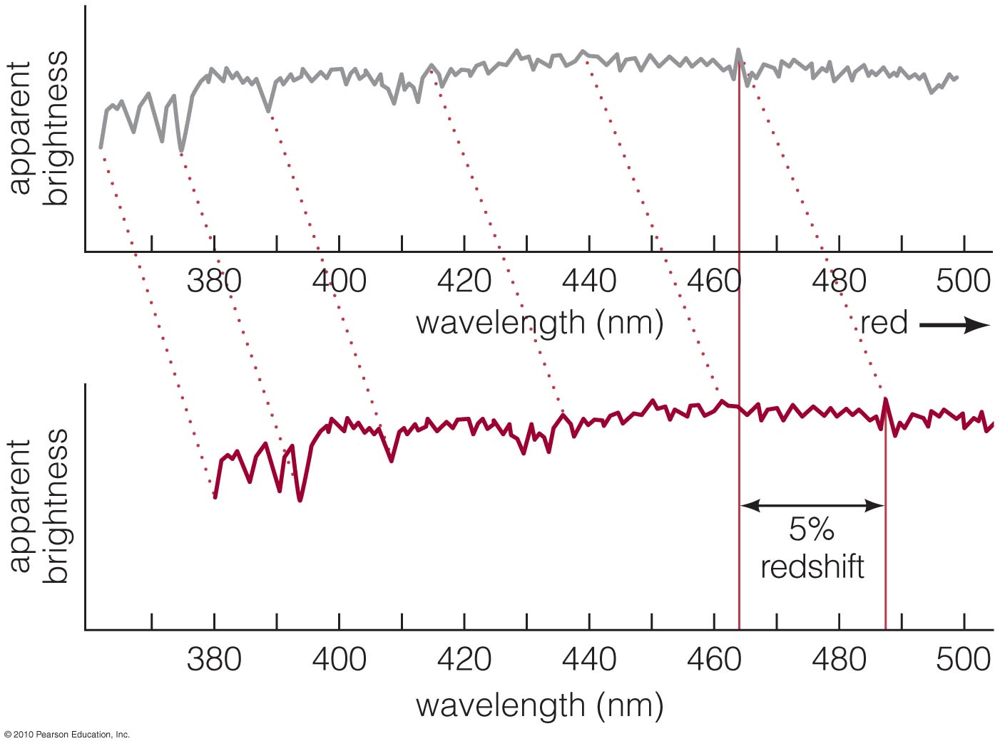 apparent
brightness
380 400 420 440 460 480 500
wavelength (nm)
red
apparent
brightness
5%
redshift
380 400 420 440 460 480 500
wavelength (nm)
© 2010 Pearson Education, Inc.